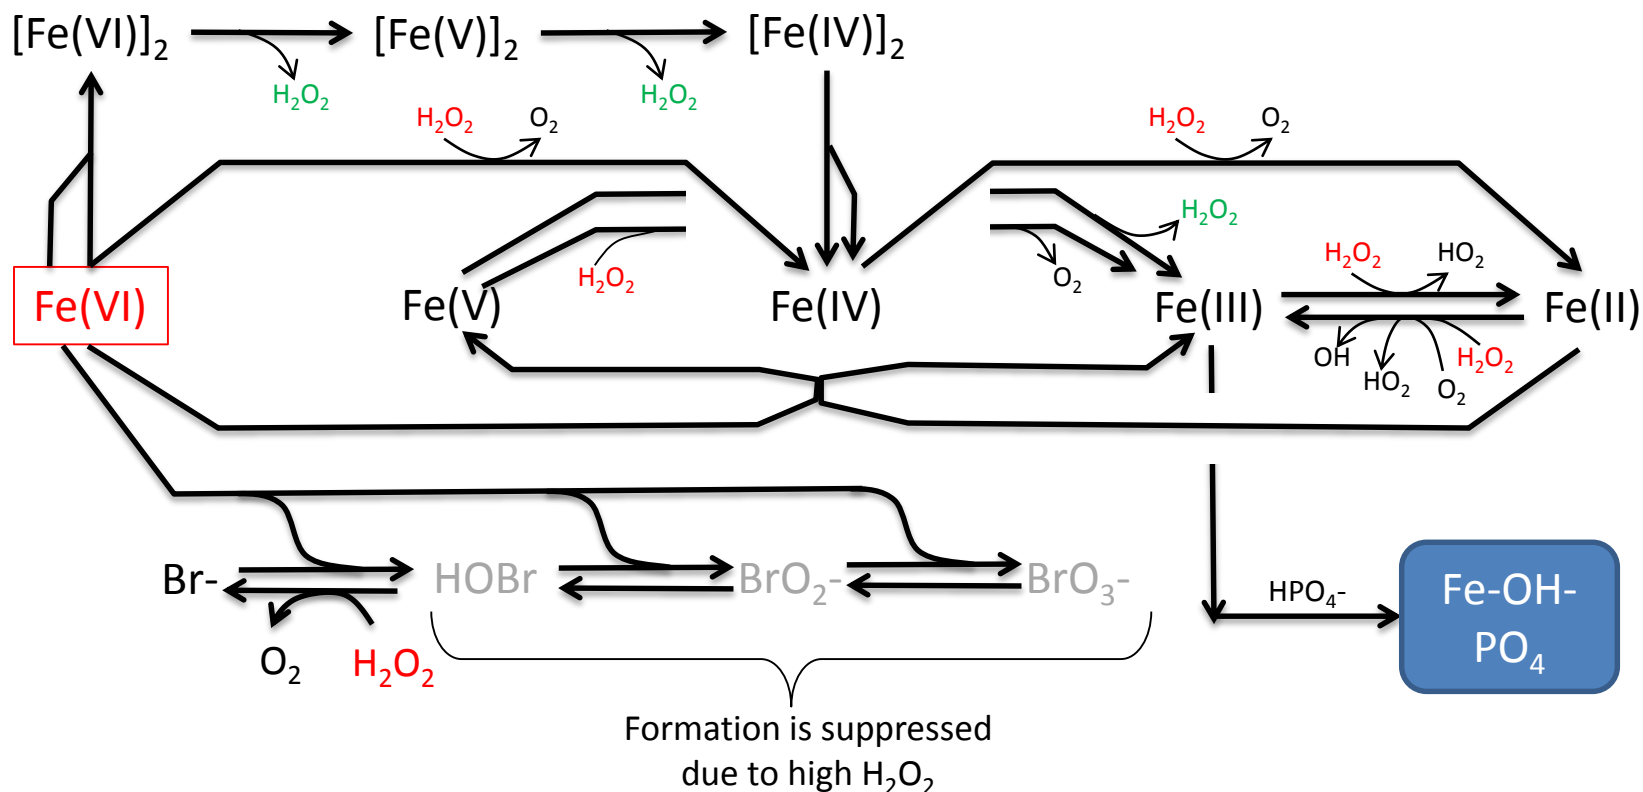 [Fe(VI)]₂ [Fe(V)]₂ [Fe(IV)]₂
H₂O₂ H₂O₂
H₂O₂ O₂ H₂O₂ O₂
H₂O₂
H₂O₂ O₂ H₂O₂ HO₂
Fe(VI) Fe(V) Fe(IV) Fe(III) Fe(II)
OH HO₂ O₂ H₂O₂
Br- HOBr BrO₂- BrO₃-
HPO₄-
Fe-OH-
PO₄
O₂ H₂O₂
Formation is suppressed
due to high H₂O₂